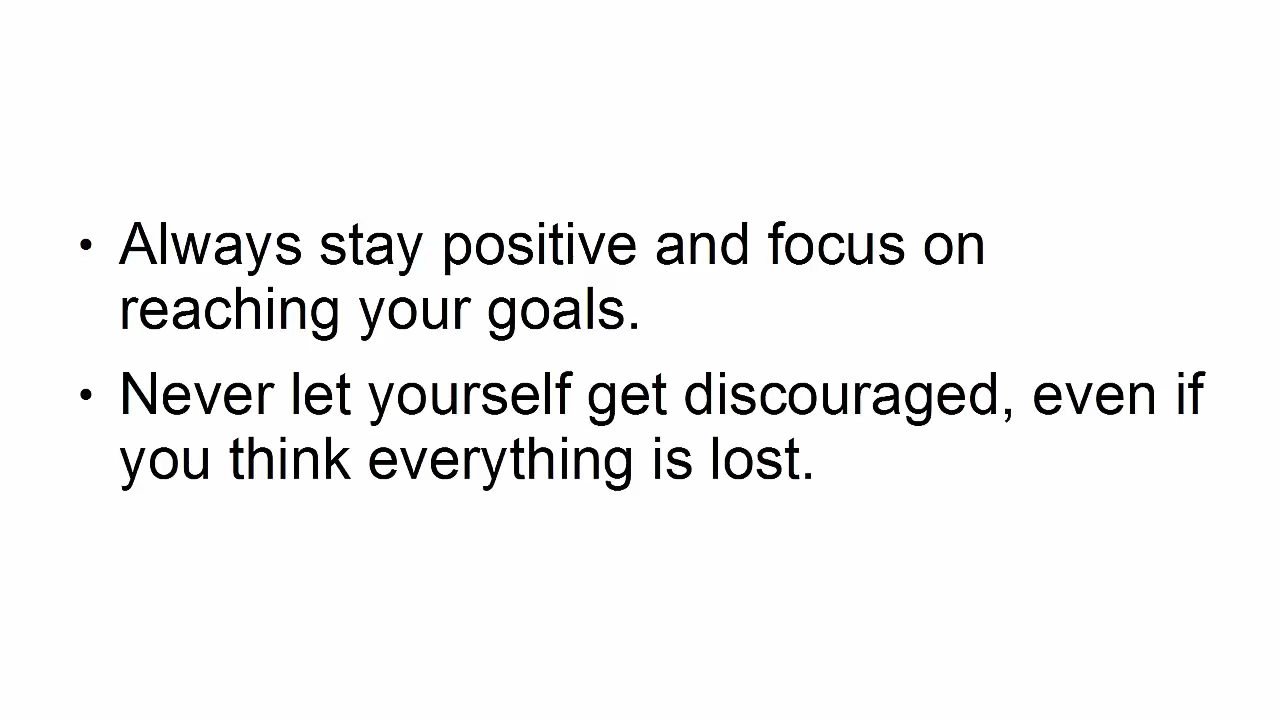 • Always stay positive and focus on
reaching your goals.
• Never let yourself get discouraged, even if
you think everything is lost.